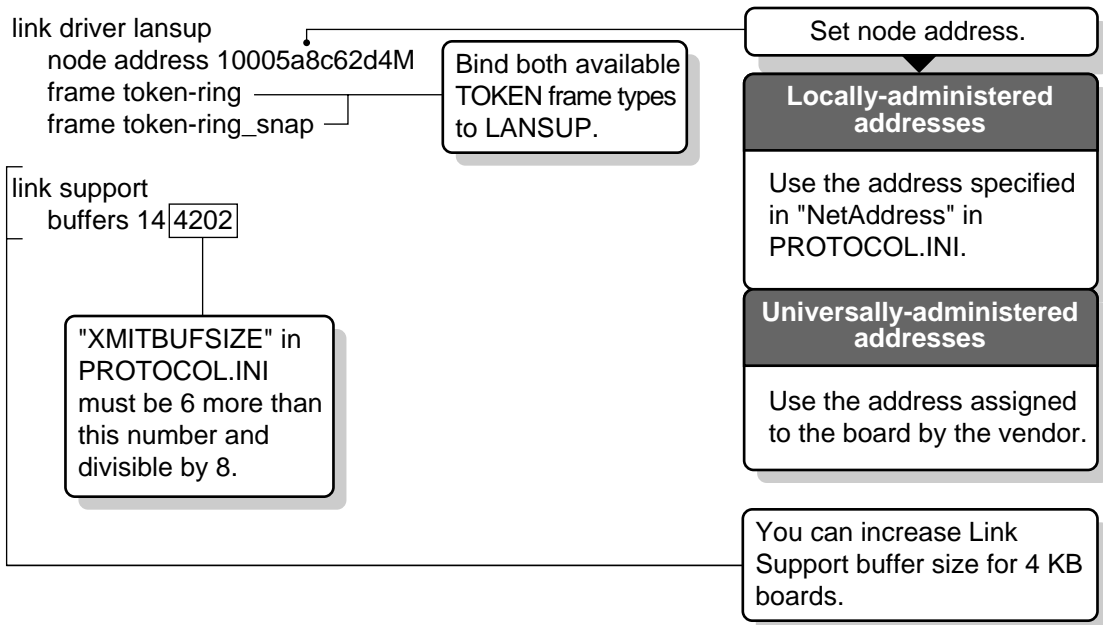 link driver lansup
node address 10005a8c62d4M
frame token-ring
frame token-ring_snap
Bind both available
TOKEN frame types
to LANSUP.
Set node address.
Locally-administered
addresses
Use the address specified
in "NetAddress" in
PROTOCOL.INI.
Universally-administered
addresses
Use the address assigned
to the board by the vendor.
link support
buffers 14 4202
"XMITBUFSIZE" in
PROTOCOL.INI
must be 6 more than
this number and
divisible by 8.
You can increase Link
Support buffer size for 4 KB
boards.